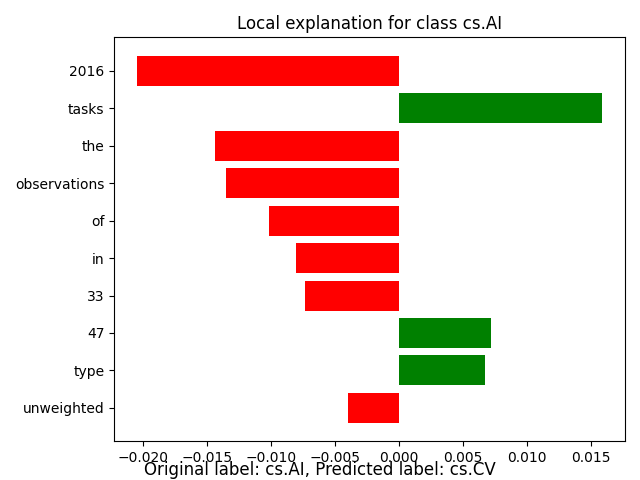 Local explanation for class cs.AI
2016
tasks
the
observations
of
in
33
47
type
unweighted
−0.020 −0.015 −0.010 −0.005 0.000 0.005 0.010 0.015
Original label: cs.AI, Predicted label: cs.CV